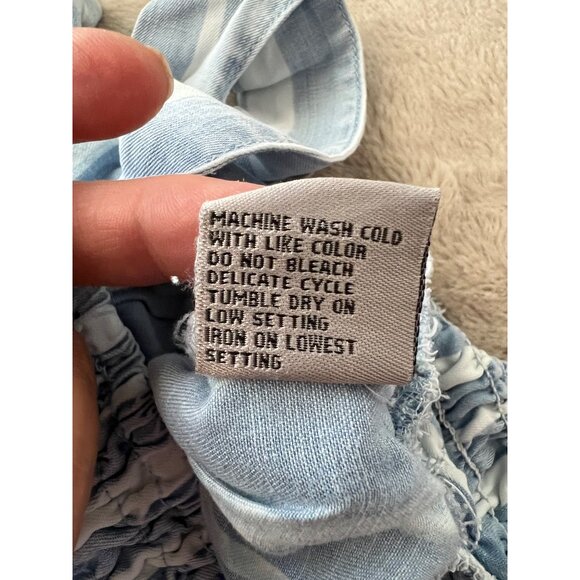 MACHINE WASH COLD
WITH LIKE COLOR
DO NOT BLEACH
DELICATE CYCLE
TUMBLE DRY ON
LOW SETTING
IRON ON LOWEST
SETTING